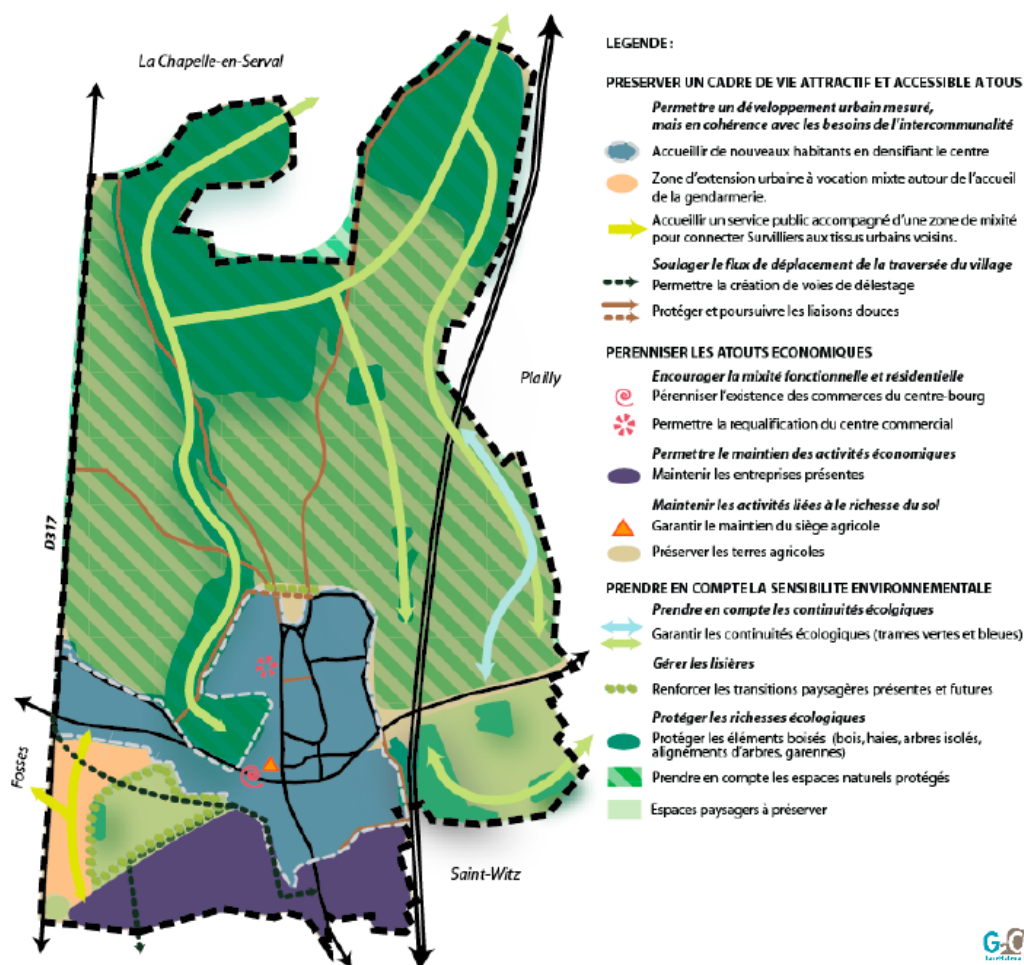 La Chapelle-en-Serval
D317
Plailly
Fosses
Saint-Witz
LEGENDE :
PRESERVER UN CADRE DE VIE ATTRACTIF ET ACCESSIBLE A TOUS
Permettre un développement urbain mesuré,
mais en cohérence avec les besoins de l'intercommunalité
Accueillir de nouveaux habitants en densifiant le centre
Zone d'extension urbaine à vocation mixte autour de l'accueil
de la gendarmerie.
Accueillir un service public accompagné d'une zone de mixité
pour connecter Survilliers aux tissus urbains voisins.
Soulager le flux de déplacement de la traversée du village
Permettre la création de voies de délestage
Protéger et poursuivre les liaisons douces
PERENNISER LES ATOUTS ECONOMIQUES
Encourager la mixité fonctionnelle et résidentielle
Pérenniser l'existence des commerces du centre-bourg
Permettre la requalification du centre commercial
Permettre le maintien des activités économiques
Maintenir les entreprises présentes
Maintenir les activités liées à la richesse du sol
Garantir le maintien du siège agricole
Préserver les terres agricoles
PRENDRE EN COMPTE LA SENSIBILITE ENVIRONNEMENTALE
Prendre en compte les continuités écolgiques
Garantir les continuités écologiques (trames vertes et bleues)
Gérer les lisières
Renforcer les transitions paysagères présentes et futures
Protéger les richesses écologiques
Protéger les éléments boisés (bois, haies, arbres isolés,
alignements d'arbres, garennes)
Prendre en compte les espaces naturels protégés
Espaces paysagers à préserver